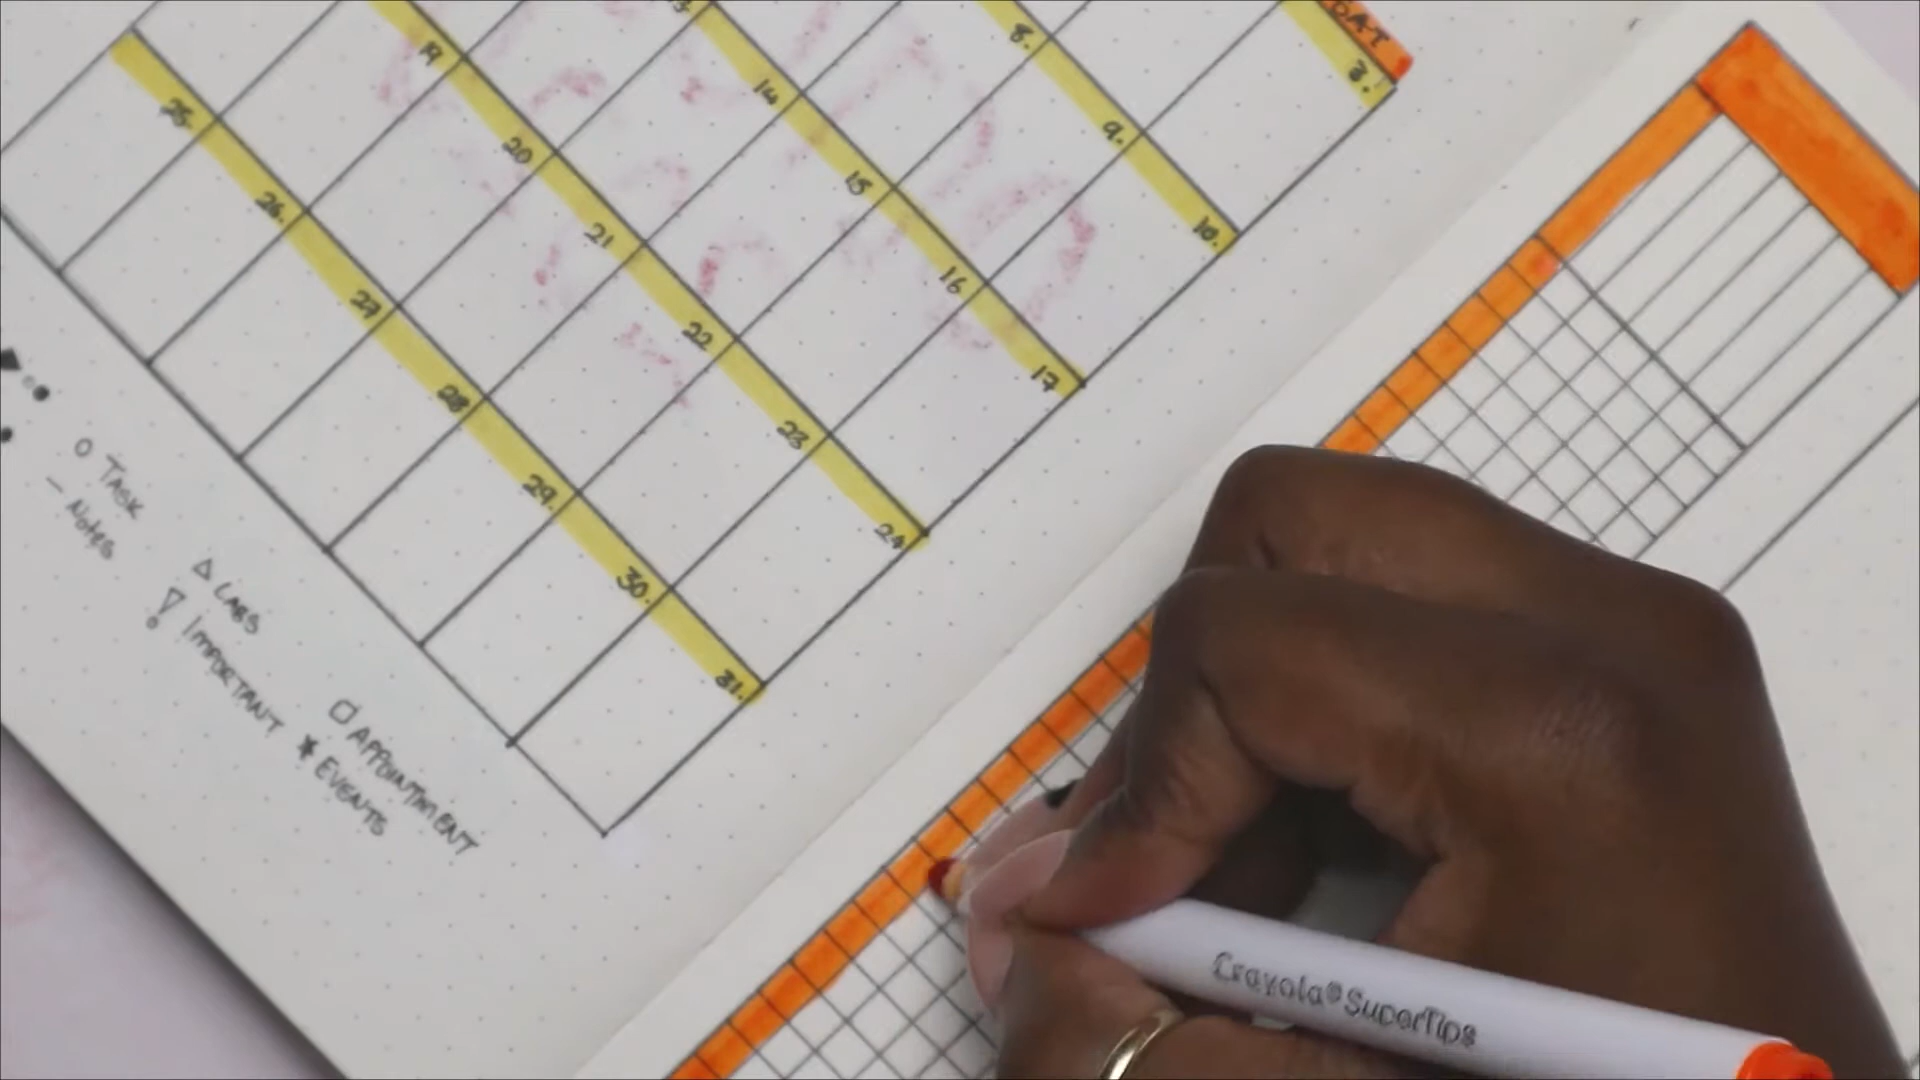 3.
8. 9. 10.
14 15 16 17
19 20 21 22 23 24
25. 26. 27 28 29. 30. 31.
TASK
Notes
LABS
IMPORTANT
APPOINTMENT
EVENTS
Crayola® SuperTips